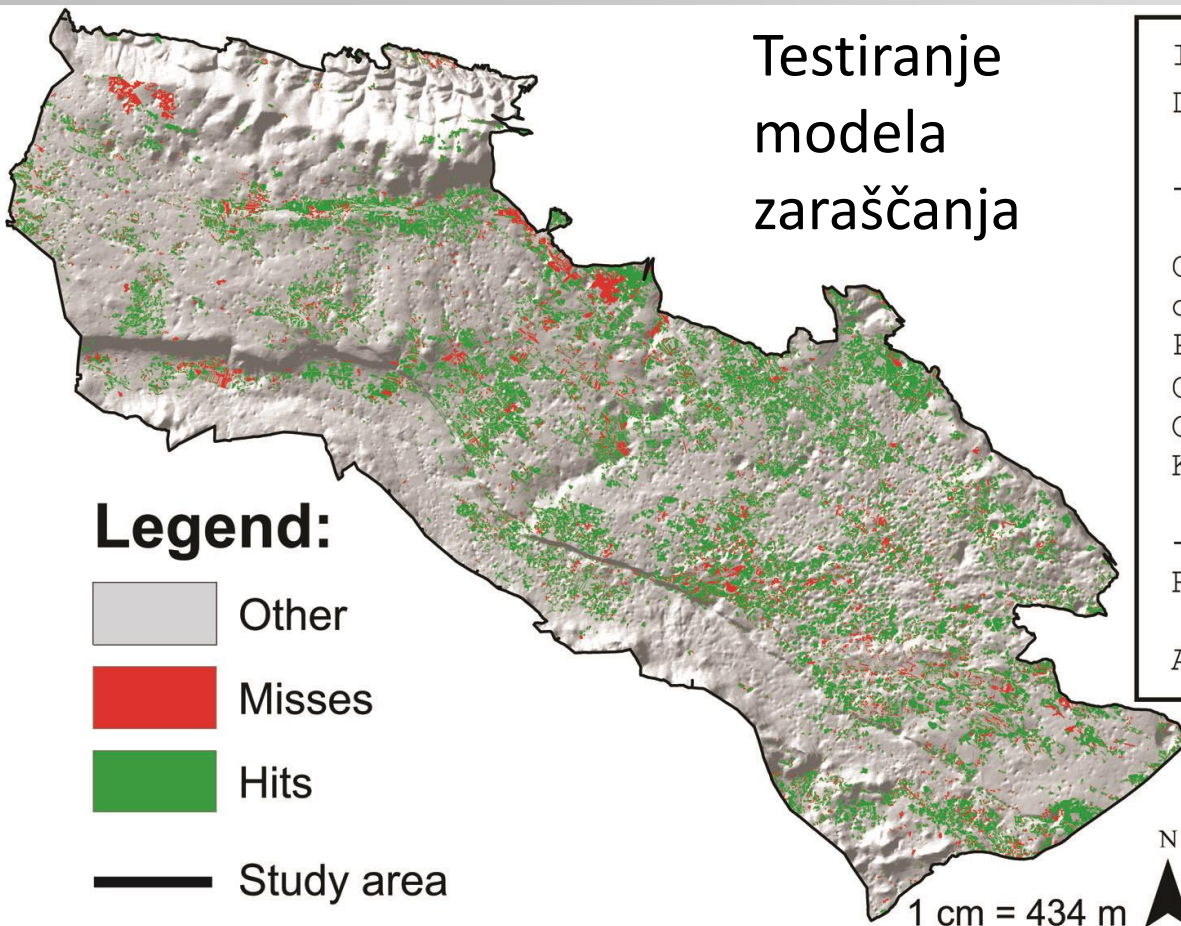 Testiranje
modela
zaraščanja
Legend:
Other
Misses
Hits
Study area
N
1 cm = 434 m